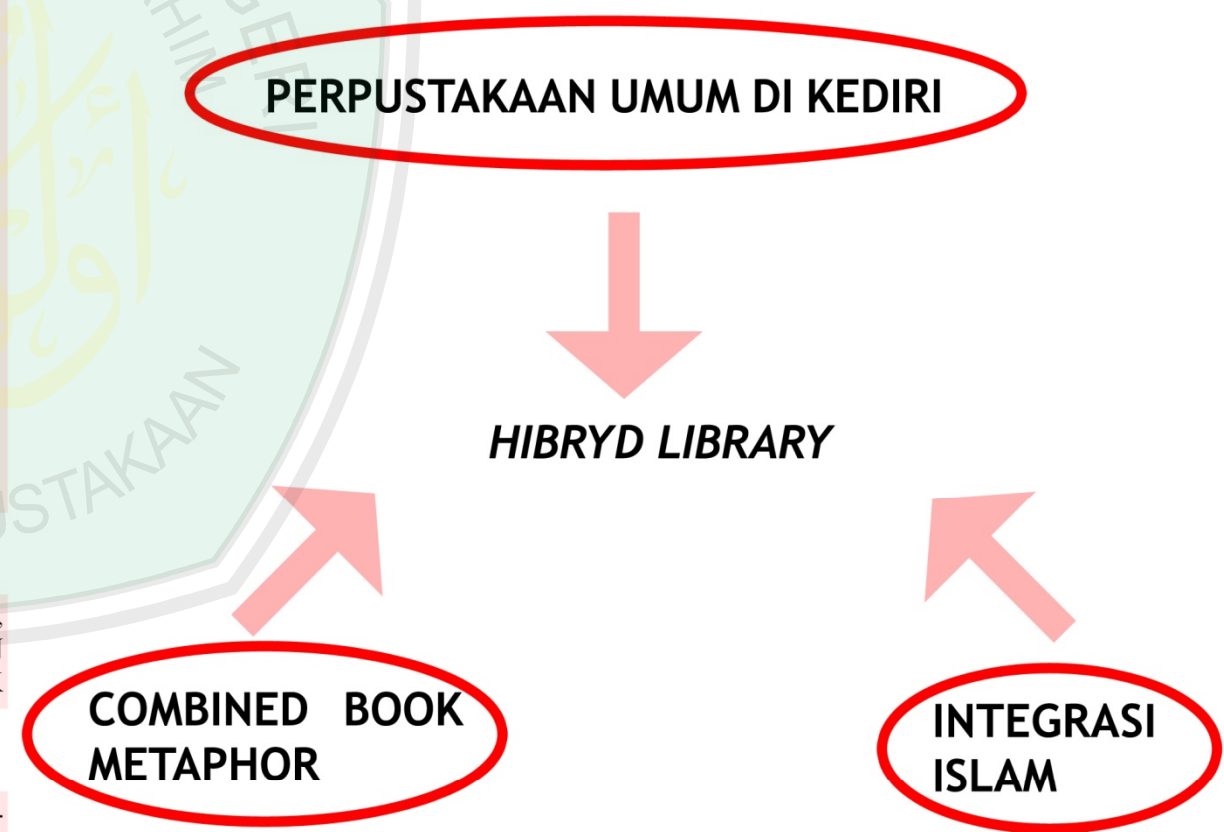 PERPUSTAKAAN UMUM DI KEDIRI
HIBRYD LIBRARY
COMBINED BOOK
METAPHOR
INTEGRASI
ISLAM